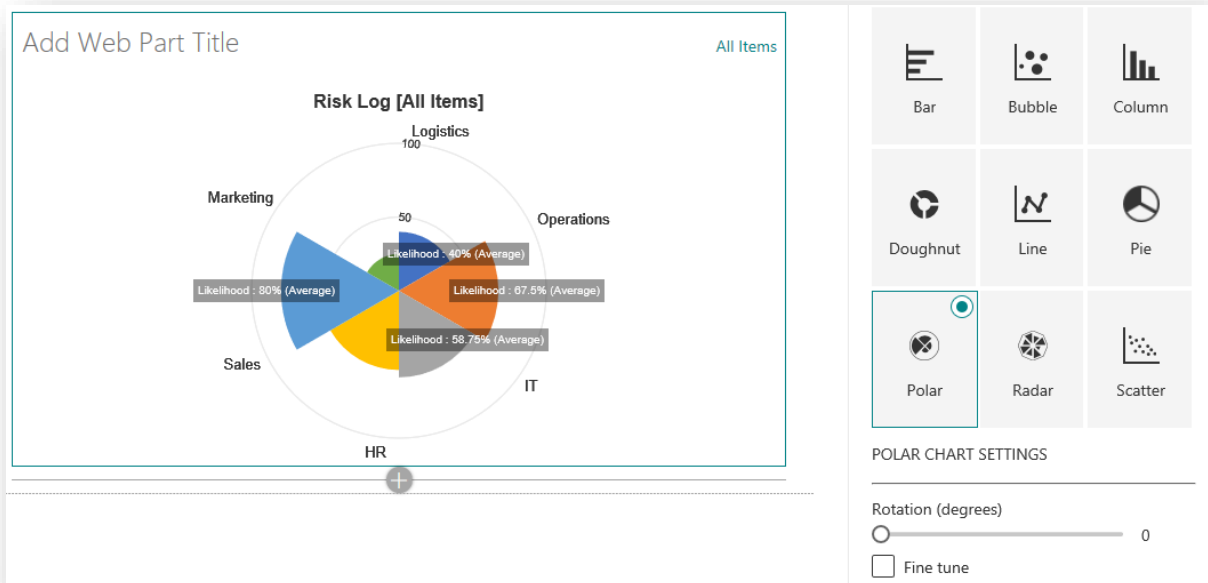 Add Web Part Title
All Items
Risk Log [All Items]
Logistics
100
Marketing
50
Operations
Likelihood : 40% (Average)
Likelihood : 80% (Average)
Likelihood : 67.5% (Average)
Likelihood : 58.75% (Average)
Sales
IT
HR
Bar
Bubble
Column
Doughnut
Line
Pie
Polar
Radar
Scatter
POLAR CHART SETTINGS
Rotation (degrees)
0
Fine tune